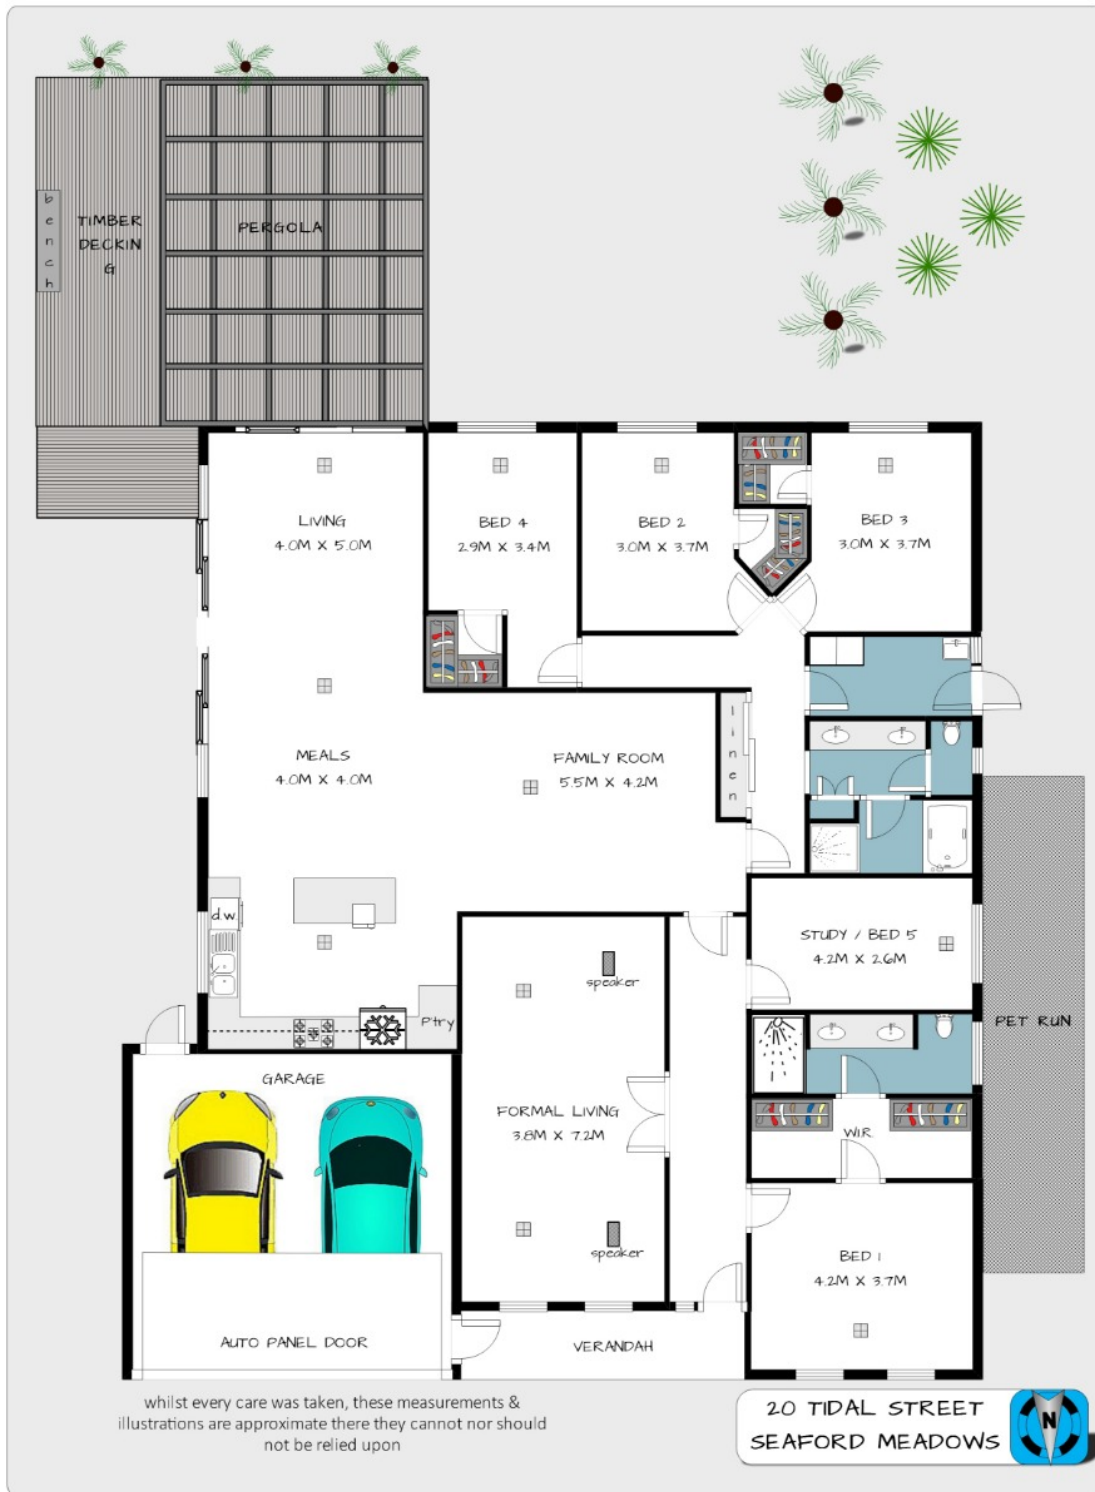 bench
TIMBER
DECKIN
G
PERGOLA
LIVING
4.0M X 5.0M
BED 4
2.9M X 3.4M
BED 2
3.0M X 3.7M
BED 3
3.0M X 3.7M
MEALS
4.0M X 4.0M
FAMILY ROOM
5.5M X 4.2M
linen
d.w
STUDY / BED 5
4.2M X 2.6M
speaker
Ptry
PET RUN
GARAGE
FORMAL LIVING
3.8M X 7.2M
W.I.R.
speaker
BED 1
4.2M X 3.7M
AUTO PANEL DOOR
VERANDAH
whilst every care was taken, these measurements &
illustrations are approximate there they cannot nor should
not be relied upon
20 TIDAL STREET
SEAFORD MEADOWS
N